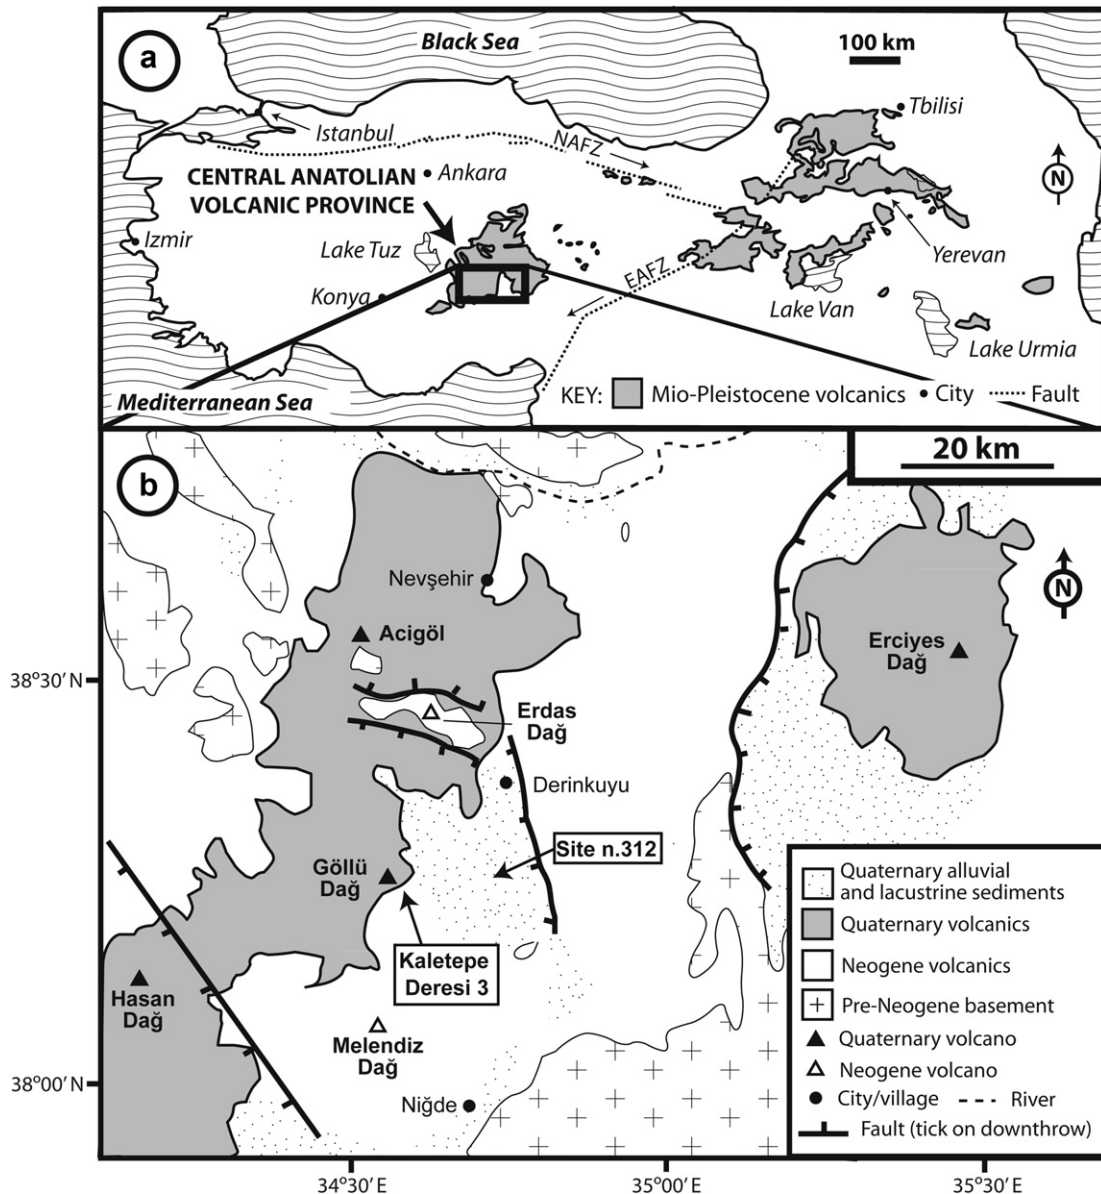 a
Black Sea
100 km
Tbilisi
Istanbul
NAFZ
N
CENTRAL ANATOLIAN
VOLCANIC PROVINCE
Ankara
Izmir
Lake Tuz
Yerevan
EAFZ
Konya
Lake Van
Lake Urmia
Mediterranean Sea
KEY: Mio-Pleistocene volcanics City Fault
b
20 km
Nevşehir
N
Acigöl
Erciyes
Dağ
38°30′ N
Erdas
Dağ
Derinkuyu
Site n.312
Göllü
Dağ
Kaletepe
Deresi 3
Hasan
Dağ
Melendiz
Dağ
38°00′ N
Niğde
Quaternary alluvial
and lacustrine sediments
Quaternary volcanics
Neogene volcanics
Pre-Neogene basement
Quaternary volcano
Neogene volcano
City/village River
Fault (tick on downthrow)
34°30′ E
35°00′ E
35°30′ E